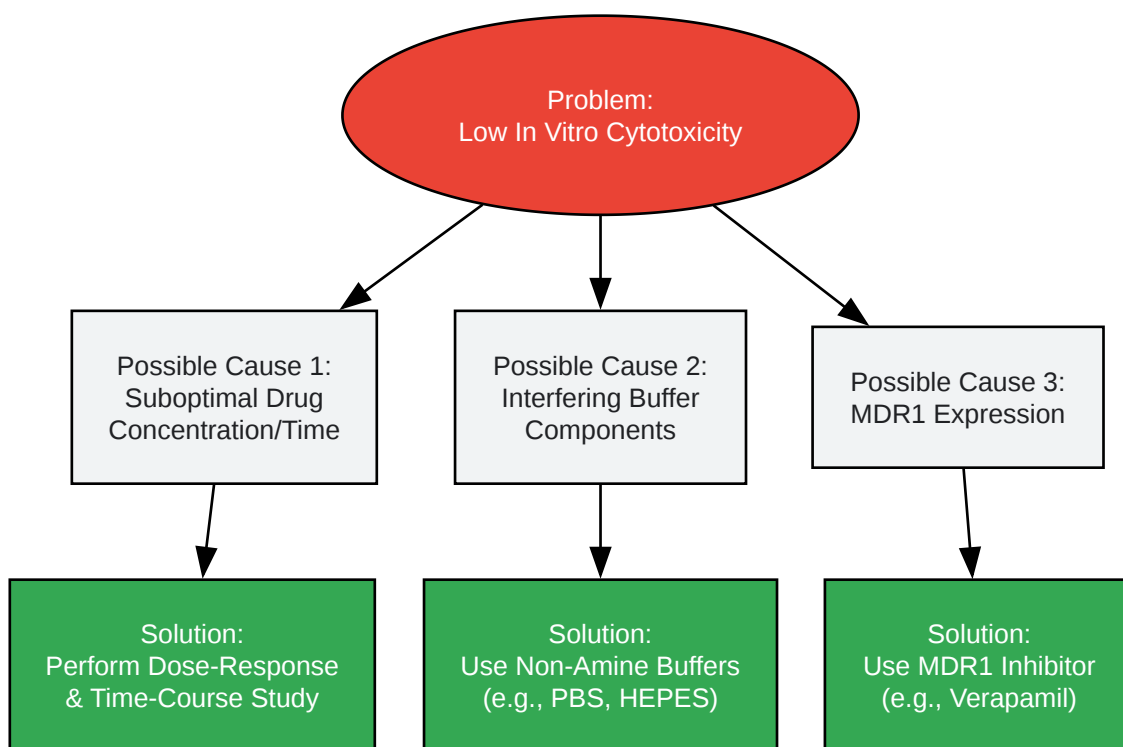 Problem:
Low In Vitro Cytotoxicity
Possible Cause 1:
Suboptimal Drug
Concentration/Time
Possible Cause 2:
Interfering Buffer
Components
Possible Cause 3:
MDR1 Expression
Solution:
Perform Dose-Response
& Time-Course Study
Solution:
Use Non-Amine Buffers
(e.g., PBS, HEPES)
Solution:
Use MDR1 Inhibitor
(e.g., Verapamil)